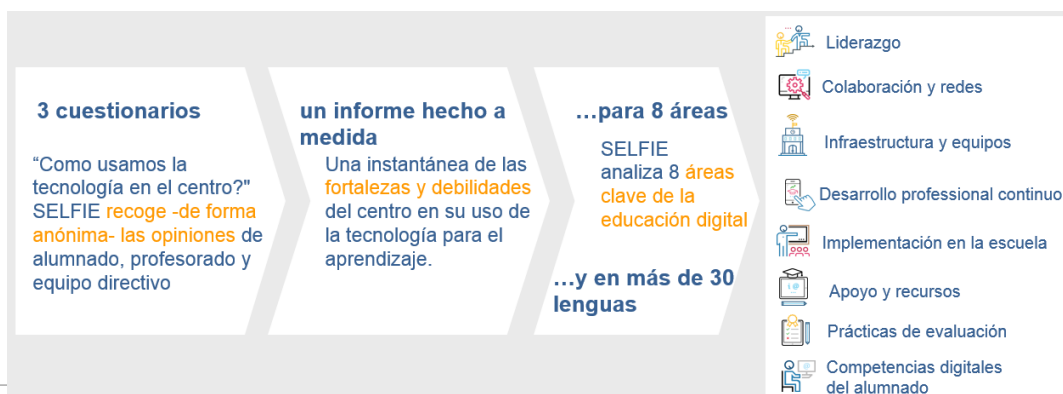 3 cuestionarios
“Como usamos la
tecnología en el centro?"
SELFIE recoge -de forma
anónima- las opiniones de
alumnado, profesorado y
equipo directivo
un informe hecho a
medida
Una instantánea de las
fortalezas y debilidades
del centro en su uso de
la tecnología para el
aprendizaje.
...para 8 áreas
SELFIE
analiza 8 áreas
clave de la
educación digital
...y en más de 30
lenguas
Liderazgo
Colaboración y redes
Infraestructura y equipos
Desarrollo professional continuo
Implementación en la escuela
Apoyo y recursos
Prácticas de evaluación
Competencias digitales
del alumnado